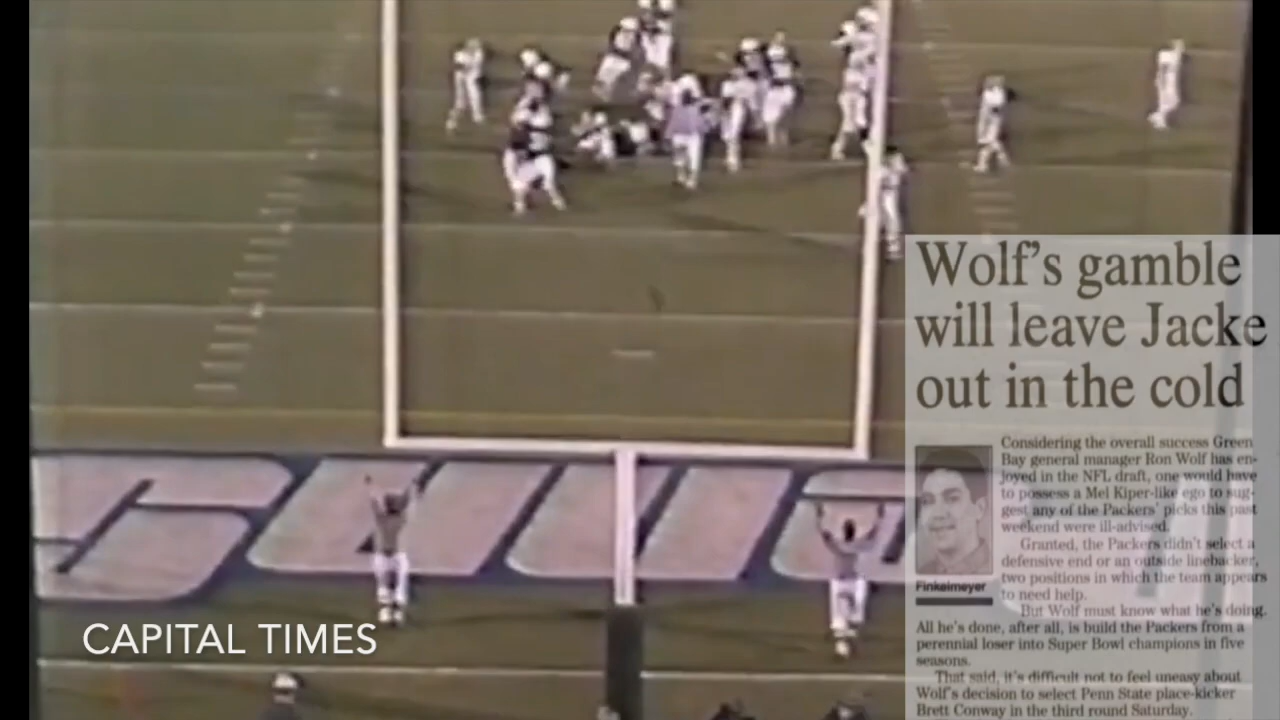 Wolf's gamble
will leave Jacke
out in the cold
Considering the overall success Green
Bay general manager Ron Wolf has en-
joyed in the NFL draft, one would have
to possess a Mel Kiper-like ego to sug-
gest any of the Packers' picks this past
weekend were ill-advised.
Granted, the Packers didn't select a
defensive end or an outside linebacker,
two positions in which the team appears
to need help.
Finkelmeyer
But Wolf must know what he's doing.
All he's done, after all, is build the Packers from a
perennial loser into Super Bowl champions in five
seasons.
That said, it's difficult not to feel uneasy about
Wolf's decision to select Penn State place-kicker
Brett Conway in the third round Saturday.
CAPITAL TIMES